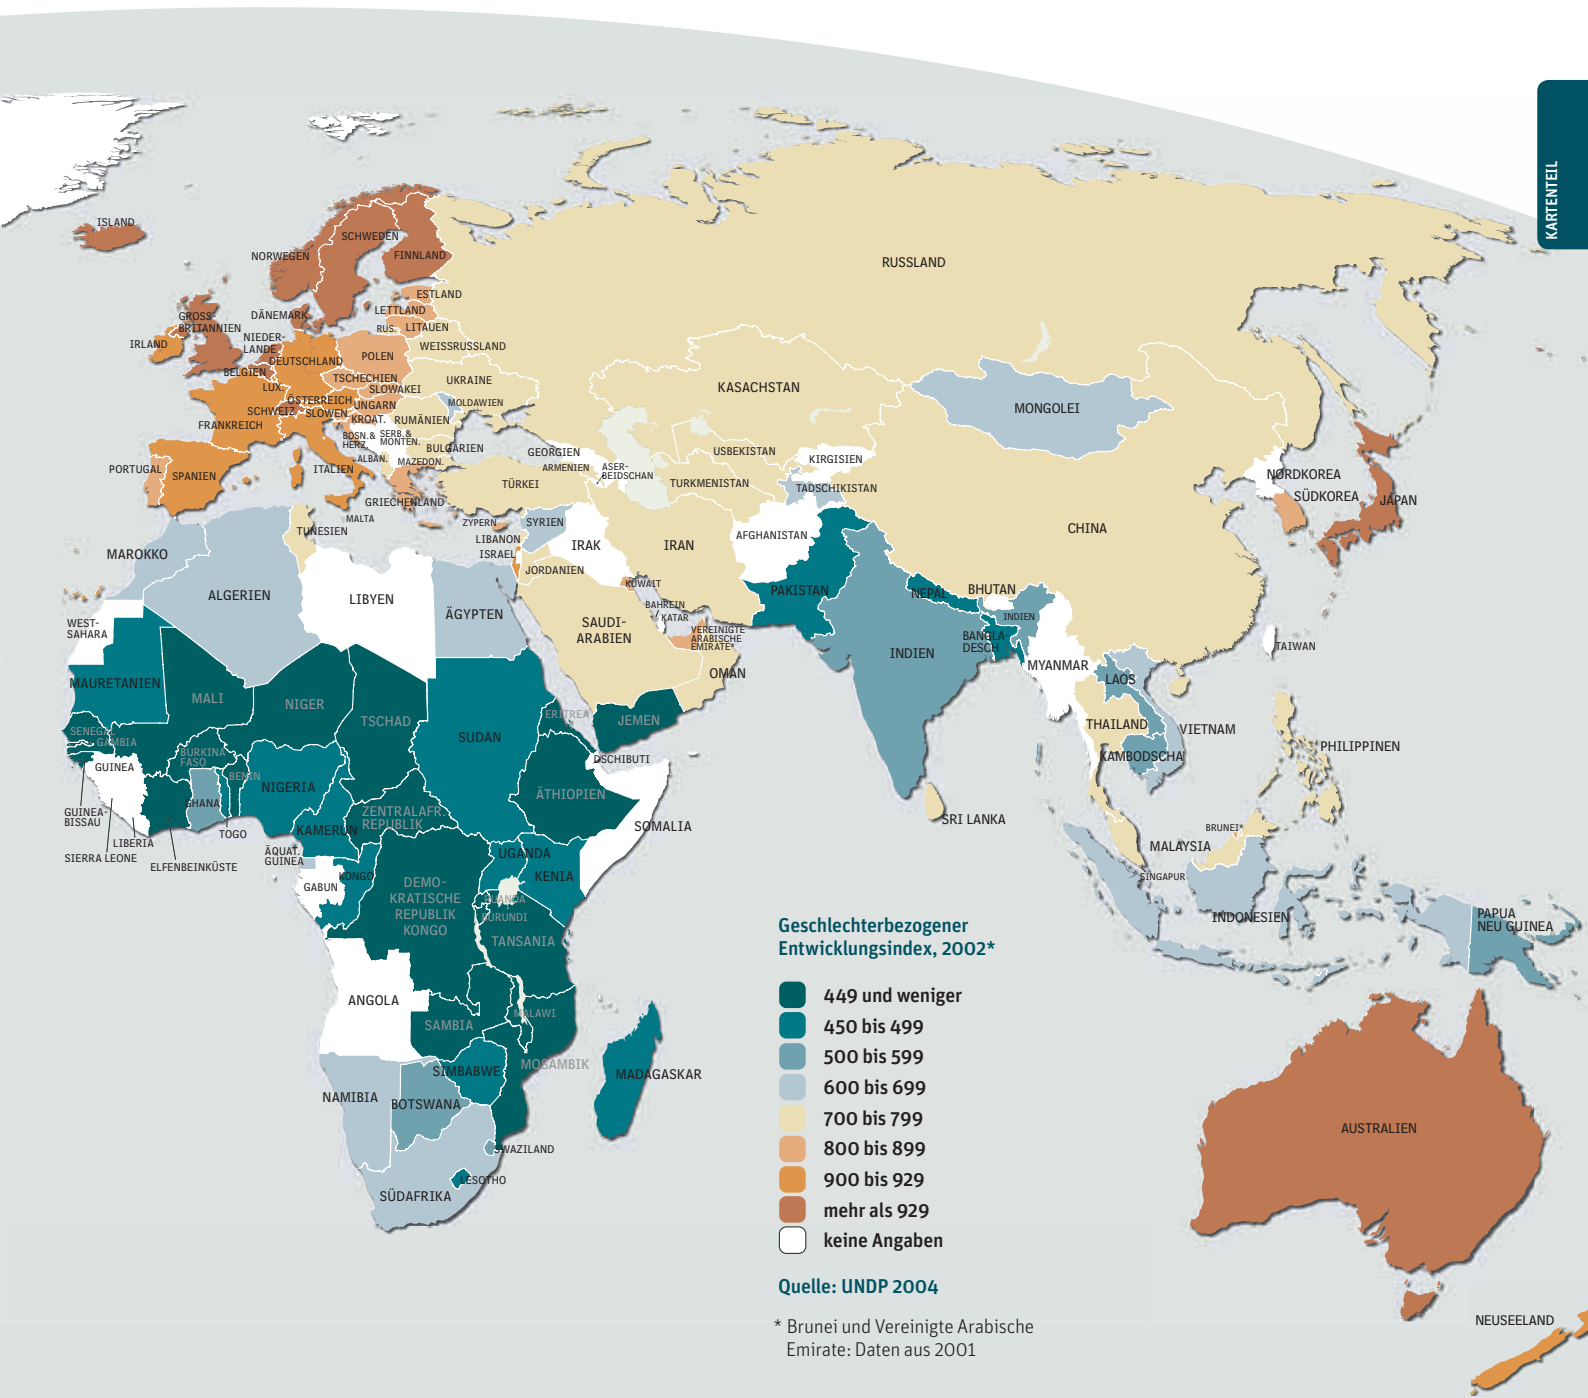 KARTENTEIL
ISLAND
NORWEGEN
SCHWEDEN
FINNLAND
RUSSLAND
ESTLAND
LETTLAND
RUS.
LITAUEN
DÄNEMARK
GROSS-
BRITANNIEN
IRLAND
NIEDER-
LANDE
DEUTSCHLAND
POLEN
WEISSRUSSLAND
BELGIEN
LUX.
TSCHECHIEN
SLOWAKEI
UKRAINE
ÖSTERREICH
UNGARN
MOLDAWIEN
SCHWEIZ
SLOWEN.
KROAT.
RUMÄNIEN
FRANKREICH
BOSN.&
HERZ.
SERB.&
MONTEN.
BULGARIEN
ALBAN.
MAZEDON.
PORTUGAL
SPANIEN
ITALIEN
GRIECHENLAND
MALTA
TÜRKEI
ZYPERN
GEORGIEN
ARMENIEN
ASER-
BEIDSCHAN
KASACHSTAN
USBEKISTAN
TURKMENISTAN
KIRGISIEN
TADSCHIKISTAN
MONGOLEI
CHINA
NORDKOREA
SÜDKOREA
JAPAN
TAIWAN
SYRIEN
LIBANON
ISRAEL
JORDANIEN
IRAK
IRAN
AFGHANISTAN
PAKISTAN
KUWAIT
BAHREIN
KATAR
VEREINIGTE
ARABISCHE
EMIRATE*
SAUDI-
ARABIEN
OMAN
JEMEN
NEPAL
BHUTAN
INDIEN
BANGLA-
DESCH
INDIEN
MYANMAR
LAOS
THAILAND
VIETNAM
KAMBODSCHA
PHILIPPINEN
SRI LANKA
BRUNEI*
MALAYSIA
SINGAPUR
INDONESIEN
PAPUA
NEU GUINEA
AUSTRALIEN
NEUSEELAND
MAROKKO
TUNESIEN
ALGERIEN
LIBYEN
ÄGYPTEN
WEST-
SAHARA
MAURETANIEN
MALI
NIGER
TSCHAD
SUDAN
ERITREA
DSCHIBUTI
ÄTHIOPIEN
SOMALIA
SENEGAL
GAMBIA
GUINEA
GUINEA-
BISSAU
SIERRA LEONE
LIBERIA
ELFENBEINKÜSTE
BURKINA
FASO
GHANA
TOGO
BENIN
NIGERIA
KAMERUN
ZENTRALAFR.
REPUBLIK
ÄQUAT.
GUINEA
GABUN
KONGO
DEMO-
KRATISCHE
REPUBLIK
KONGO
UGANDA
KENIA
RUANDA
BURUNDI
TANSANIA
ANGOLA
SAMBIA
MALAWI
MOSAMBIK
SIMBABWE
MADAGASKAR
NAMIBIA
BOTSWANA
SWAZILAND
LESOTHO
SÜDAFRIKA
Geschlechterbezogener
Entwicklungsindex, 2002*
449 und weniger
450 bis 499
500 bis 599
600 bis 699
700 bis 799
800 bis 899
900 bis 929
mehr als 929
keine Angaben
Quelle: UNDP 2004
* Brunei und Vereinigte Arabische
Emirate: Daten aus 2001